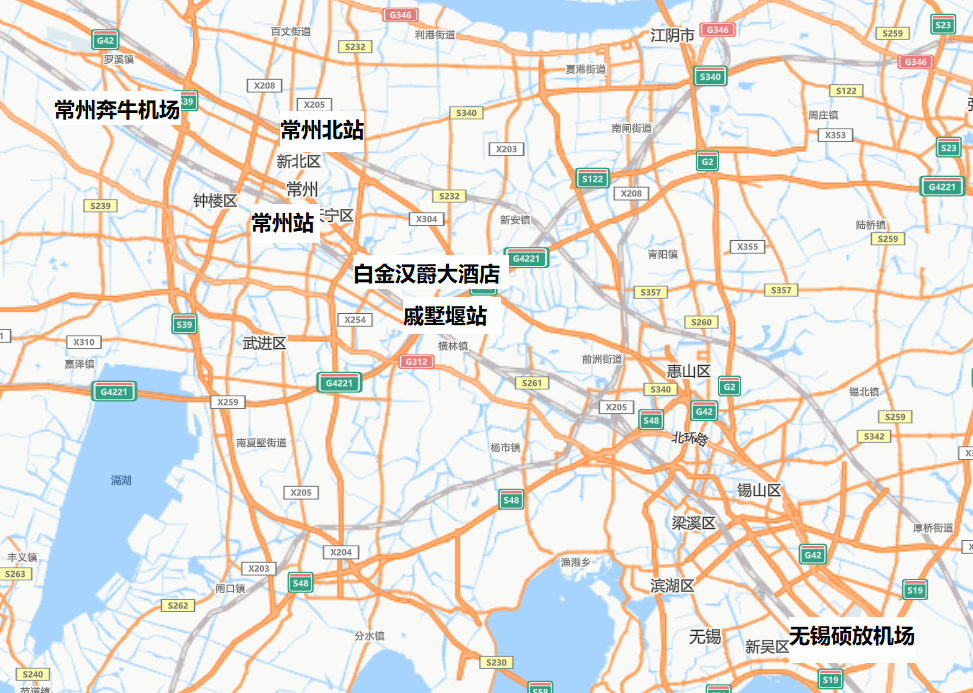 G346
S23
百丈街道
利港街道
江阴市
G346
S259
G42
S232
罗溪镇
G346
夏港街道
S340
X208
S122
常州奔牛机场
39
X205
S340
周庄镇
常州北站
南闸街道
X353
X203
S23
新北区
G2
S122
G4221
常州
X208
钟楼区
S232
S239
常州站
宁区
X304
新安镇
陆桥镇
S259
X355
青阳镇
G4221
白金汉爵大酒店
S357
S357
戚墅堰站
X254
S260
S39
1
X310
武进区
横林镇
前洲街道
嘉泽镇
G312
惠山区
G4221
G4221
S261
S340
G2
锡北镇
X259
X205
G42
S48
S259
北环路
S342
南夏墅街道
杨市镇
滆湖
X205
锡山区
S48
梁溪区
厚桥街道
X204
G42
丰义镇
X203
渔港乡
S263
S48
闸口镇
滨湖区
S19
S262
分水镇
无锡
无锡硕放机场
新吴区
S230
S240
S19
S58